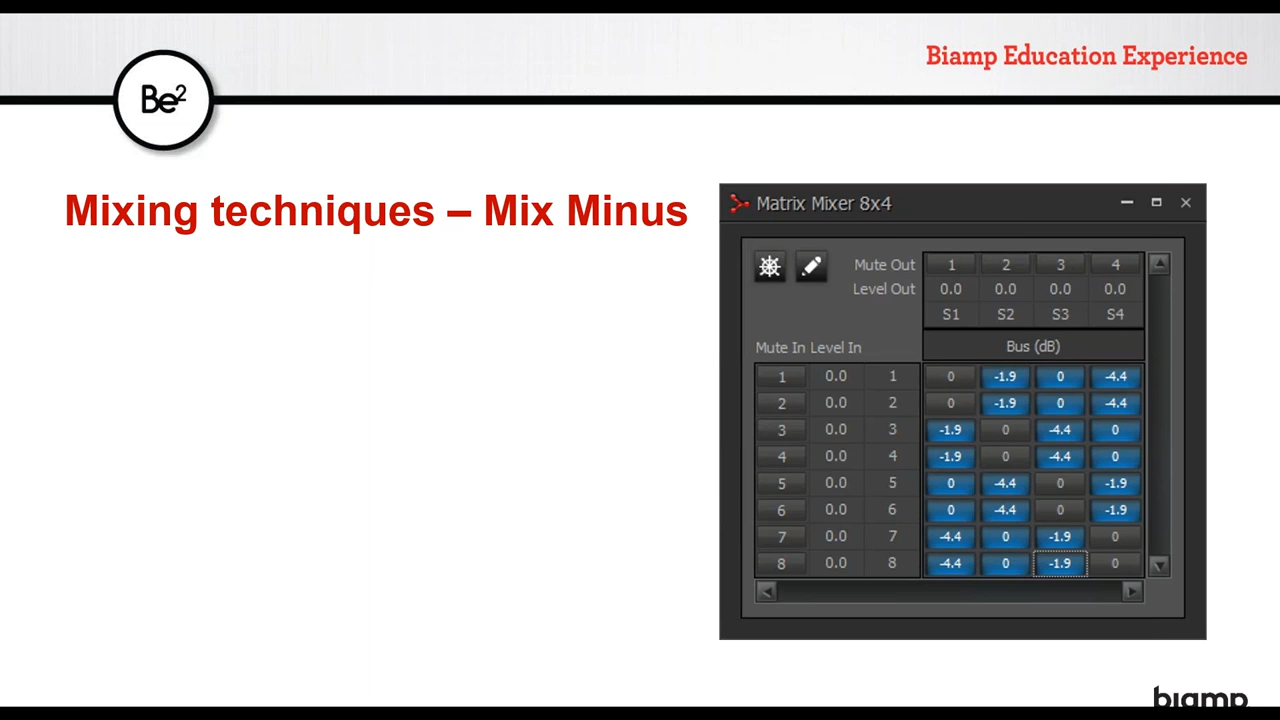 Biamp Education Experience
Be²
Mixing techniques – Mix Minus
Matrix Mixer 8x4
Mute Out 1 2 3 4
Level Out 0.0 0.0 0.0 0.0
S1 S2 S3 S4
Mute In Level In Bus (dB)
1 0.0 1 0 -1.9 0 -4.4
2 0.0 2 0 -1.9 0 -4.4
3 0.0 3 -1.9 0 -4.4 0
4 0.0 4 -1.9 0 -4.4 0
5 0.0 5 0 -4.4 0 -1.9
6 0.0 6 0 -4.4 0 -1.9
7 0.0 7 -4.4 0 -1.9 0
8 0.0 8 -4.4 0 -1.9 0
biamp